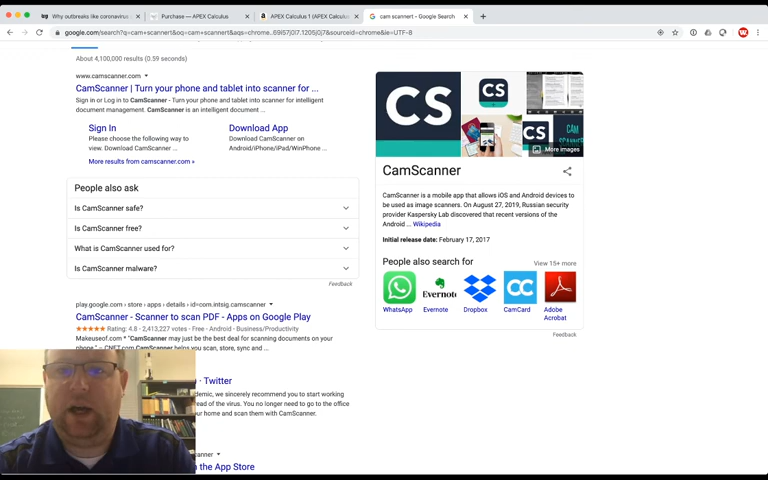 Why outbreaks like coronavirus
Purchase — APEX Calculus
APEX Calculus 1 (APEX Calculus
cam scannert - Google Search
google.com/search?q=cam+scannert&oq=cam+scannert&aqs=chrome..69i57j0l7.1205j0j7&sourceid=chrome&ie=UTF-8
About 4,100,000 results (0.59 seconds)
www.camscanner.com
CamScanner | Turn your phone and tablet into scanner for ...
Sign in or Log in to CamScanner - Turn your phone and tablet into scanner for intelligent
document management. CamScanner is an intelligent document ...
Sign In
Please choose the following way to
view. Download CamScanner ...
Download App
Download CamScanner on
Android/iPhone/iPad/WinPhone ...
More results from camscanner.com »
People also ask
Is CamScanner safe?
Is CamScanner free?
What is CamScanner used for?
Is CamScanner malware?
Feedback
play.google.com › store › apps › details › id=com.intsig.camscanner
CamScanner - Scanner to scan PDF - Apps on Google Play
Rating: 4.8 - 2,413,227 votes - Free - Android - Business/Productivity
Makeuseof.com * "CamScanner may just be the best deal for scanning documents on your
phone." – CNET.com CamScanner helps you scan, store, sync and ...
· Twitter
demic, we sincerely recommend you to start working
read of the virus. You no longer need to go to the office
ur home and scan them with CamScanner.
canner
n the App Store
CS
CS
CS
CAM
SCANNER
More images
CamScanner
CamScanner is a mobile app that allows iOS and Android devices to
be used as image scanners. On August 27, 2019, Russian security
provider Kaspersky Lab discovered that recent versions of the
Android ... Wikipedia
Initial release date: February 17, 2017
People also search for
View 15+ more
Evernote
CC
WhatsApp
Evernote
Dropbox
CamCard
Adobe
Acrobat
Feedback